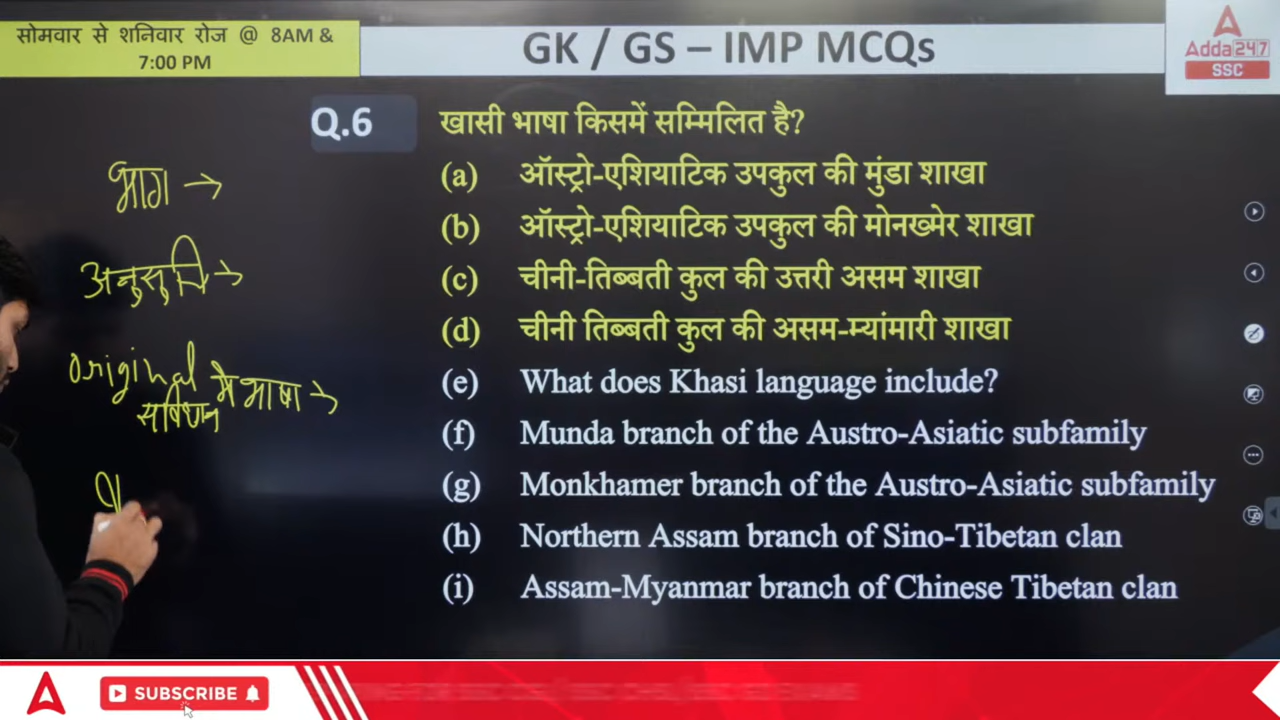 सोमवार से शनिवार रोज @ 8AM &
7:00 PM
GK / GS – IMP MCQs
Adda247
SSC
Q.6 खासी भाषा किसमें सम्मिलित है?
(a) ऑस्ट्रो-एशियाटिक उपकुल की मुंडा शाखा
(b) ऑस्ट्रो-एशियाटिक उपकुल की मोनख्मेर शाखा
(c) चीनी-तिब्बती कुल की उत्तरी असम शाखा
(d) चीनी तिब्बती कुल की असम-म्यांमारी शाखा
(e) What does Khasi language include?
(f) Munda branch of the Austro-Asiatic subfamily
(g) Monkhamer branch of the Austro-Asiatic subfamily
(h) Northern Assam branch of Sino-Tibetan clan
(i) Assam-Myanmar branch of Chinese Tibetan clan
भाग →
अनुसुचि →
original में भाषा →
सविधान
SUBSCRIBE